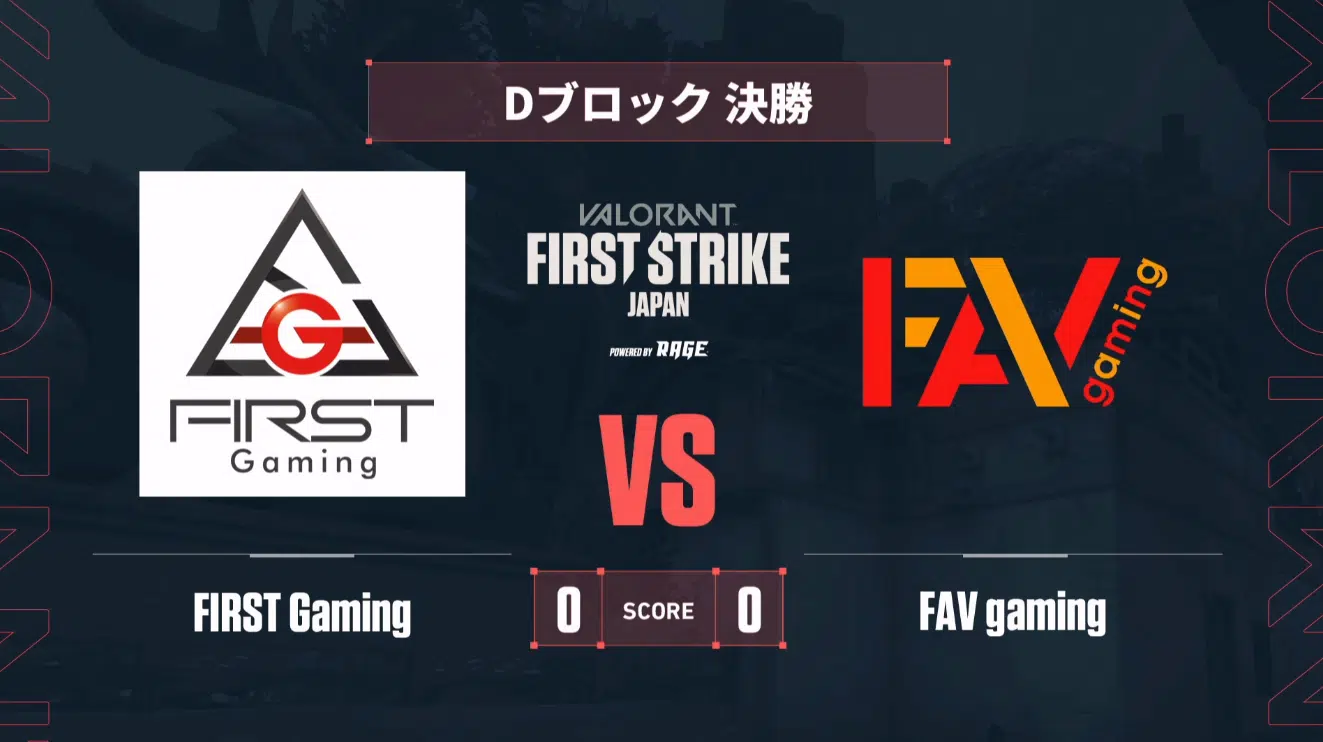 Dブロック 決勝
G
FIRST
Gaming
VALORANT
FIRST STRIKE
JAPAN
POWERED BY RAGE
FAV
gaming
VS
FIRST Gaming
0 SCORE 0
FAV gaming